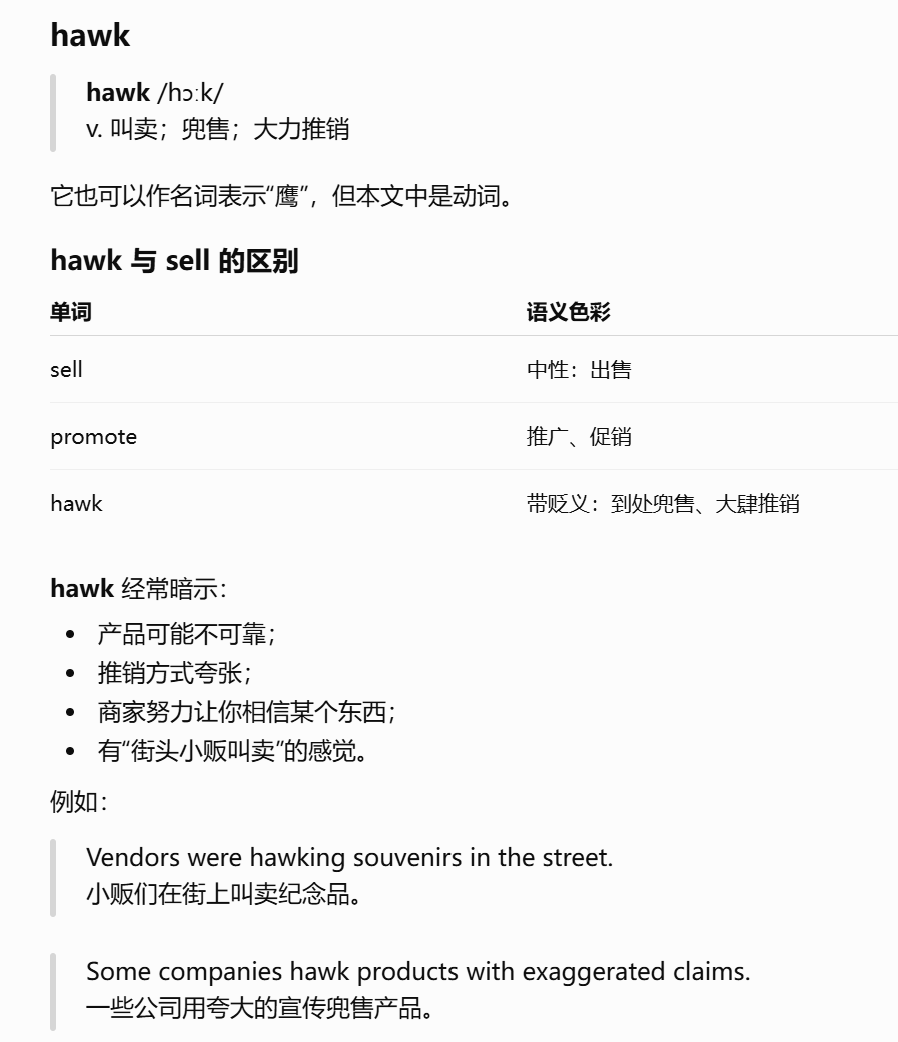 hawk
hawk /hɔːk/
v. 叫卖；兜售；大力推销
它也可以作名词表示“鹰”，但本文中是动词。
hawk 与 sell 的区别
单词 语义色彩
sell 中性：出售
promote 推广、促销
hawk 带贬义：到处兜售、大肆推销
hawk 经常暗示：
• 产品可能不可靠；
• 推销方式夸张；
• 商家努力让你相信某个东西；
• 有“街头小贩叫卖”的感觉。
例如：
Vendors were hawking souvenirs in the street.
小贩们在街上叫卖纪念品。
Some companies hawk products with exaggerated claims.
一些公司用夸大的宣传兜售产品。